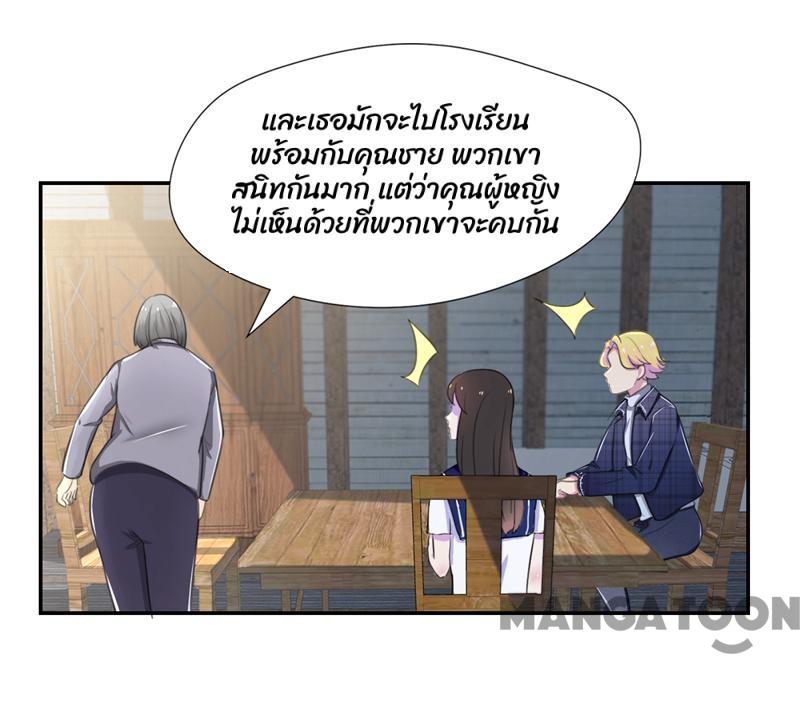 และเธอมักจะไปโรงเรียน
พร้อมกับคุณชาย พวกเขา
สนิทกันมาก แต่ว่าคุณผู้หญิง
ไม่เห็นด้วยที่พวกเขาจะคบกัน
MANGATOON